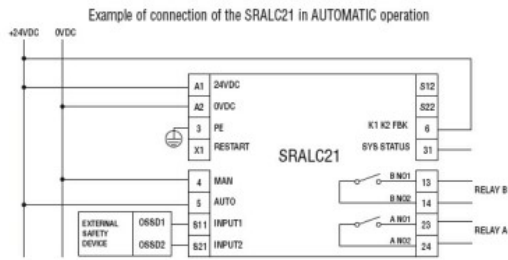 Example of connection of the SRALC21 in AUTOMATIC operation
+24VDC 0VDC
A1 24VDC S12
A2 0VDC S22
3 PE K1 K2 FBK 6
X1 RESTART SYS STATUS 31
SRALC21
4 MAN B NO1 13
RELAY B
5 AUTO B NO2 14
EXTERNAL SAFETY DEVICE
OSSD1 S11 INPUT1 A NO1 23
RELAY A
OSSD2 S21 INPUT2 A NO2 24